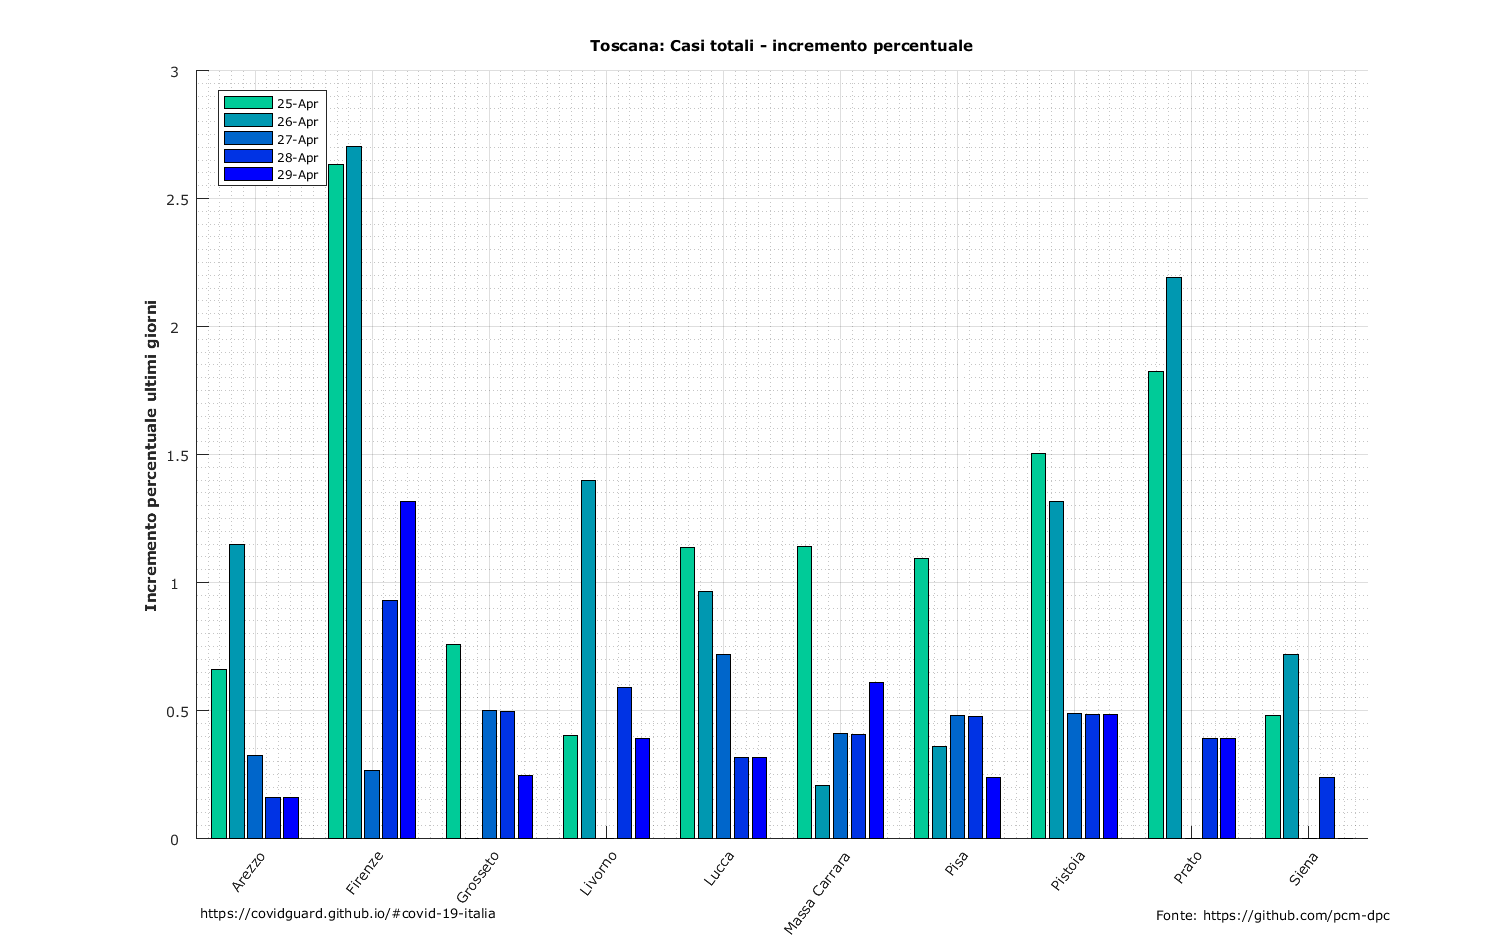 Toscana: Casi totali - incremento percentuale
3
2.5
2
1.5
1
0.5
0
Incremento percentuale ultimi giorni
25-Apr
26-Apr
27-Apr
28-Apr
29-Apr
Arezzo
Firenze
Grosseto
Livorno
Lucca
Massa Carrara
Pisa
Pistoia
Prato
Siena
https://covidguard.github.io/#covid-19-italia
Fonte: https://github.com/pcm-dpc